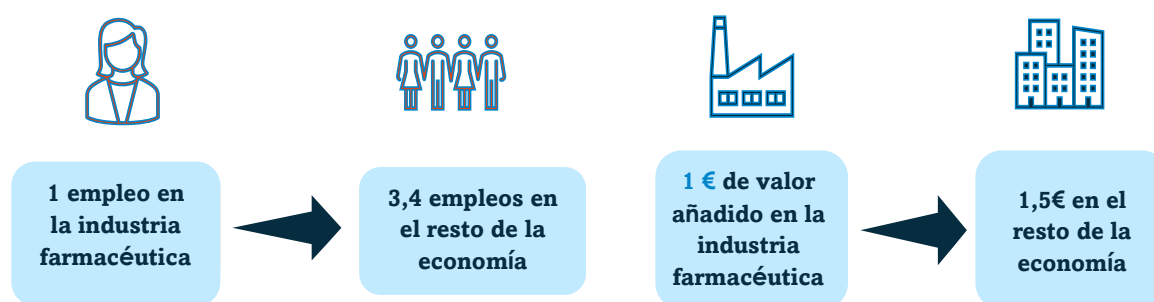 1 empleo en
la industria
farmacéutica
3,4 empleos en
el resto de la
economía
1 € de valor
añadido en la
industria
farmacéutica
1,5€ en el
resto de la
economía